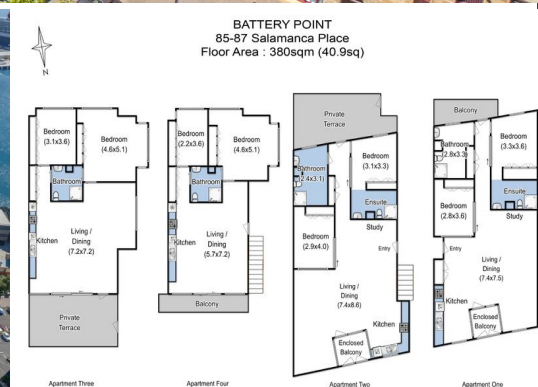 BATTERY POINT
85-87 Salamanca Place
Floor Area : 380sqm (40.9sq)
N
Bedroom
(3.1x3.6)
Bedroom
(4.6x5.1)
Bathroom
Kitchen
Living /
Dining
(7.2x7.2)
Private
Terrace
Apartment Three
Bedroom
(2.2x3.6)
Bedroom
(4.6x5.1)
Bathroom
Kitchen
Living /
Dining
(5.7x7.2)
Balcony
Apartment Four
Private
Terrace
Bathroom
(2.4x3.1)
Bedroom
(3.1x3.3)
Ensuite
Study
Bedroom
(2.9x4.0)
Entry
Living /
Dining
(7.4x8.6)
Kitchen
Enclosed
Balcony
Apartment Two
Balcony
Bathroom
(2.8x3.3)
Bedroom
(3.3x3.6)
Ensuite
Study
Bedroom
(2.8x3.6)
Entry
Living /
Dining
(7.4x7.5)
Kitchen
Enclosed
Balcony
Apartment One